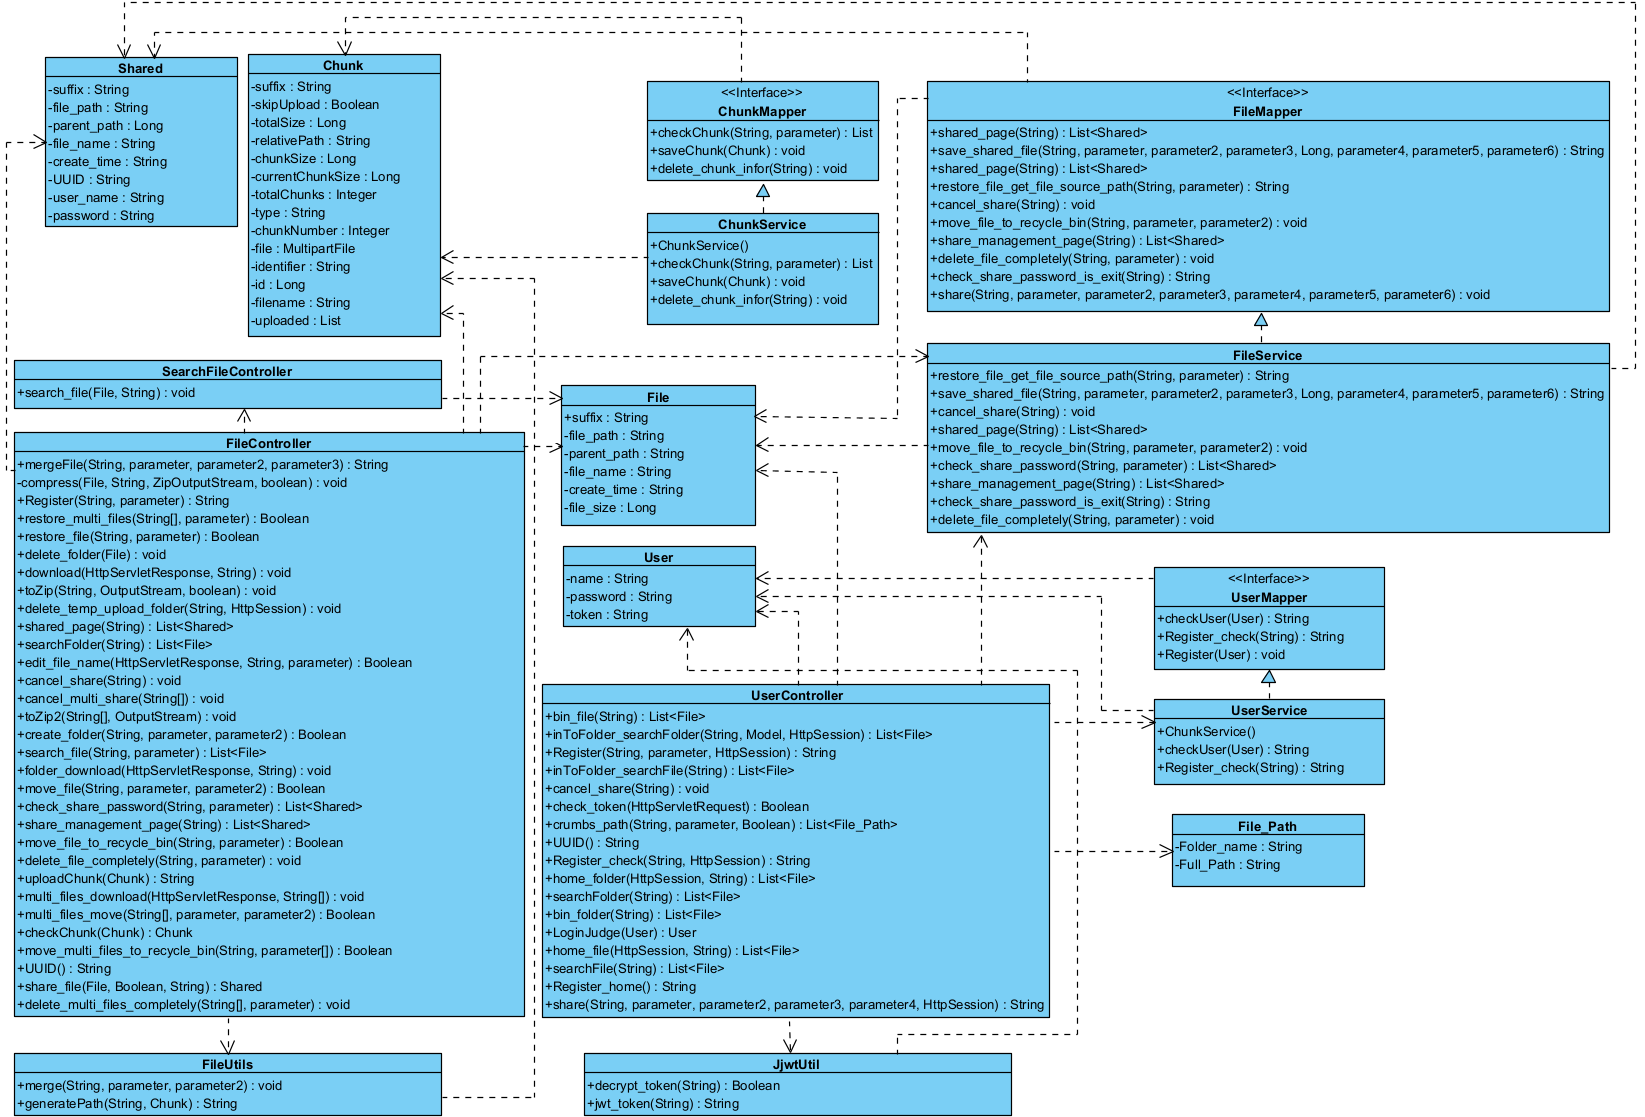 Shared
-suffix : String
-file_path : String
-parent_path : Long
-file_name : String
-create_time : String
-UUID : String
-user_name : String
-password : String
Chunk
-suffix : String
-skipUpload : Boolean
-totalSize : Long
-relativePath : String
-chunkSize : Long
-currentChunkSize : Long
-totalChunks : Integer
-type : String
-chunkNumber : Integer
-file : MultipartFile
-identifier : String
-id : Long
-filename : String
-uploaded : List
<<Interface>>
ChunkMapper
+checkChunk(String, parameter) : List
+saveChunk(Chunk) : void
+delete_chunk_infor(String) : void
ChunkService
+ChunkService()
+checkChunk(String, parameter) : List
+saveChunk(Chunk) : void
+delete_chunk_infor(String) : void
<<Interface>>
FileMapper
+shared_page(String) : List<Shared>
+save_shared_file(String, parameter, parameter2, parameter3, Long, parameter4, parameter5, parameter6) : String
+shared_page(String) : List<Shared>
+restore_file_get_file_source_path(String, parameter) : String
+cancel_share(String) : void
+move_file_to_recycle_bin(String, parameter, parameter2) : void
+share_management_page(String) : List<Shared>
+delete_file_completely(String, parameter) : void
+check_share_password_is_exit(String) : String
+share(String, parameter, parameter2, parameter3, parameter4, parameter5, parameter6) : void
FileService
+restore_file_get_file_source_path(String, parameter) : String
+save_shared_file(String, parameter, parameter2, parameter3, Long, parameter4, parameter5, parameter6) : String
+cancel_share(String) : void
+shared_page(String) : List<Shared>
+move_file_to_recycle_bin(String, parameter, parameter2) : void
+check_share_password(String, parameter) : List<Shared>
+share_management_page(String) : List<Shared>
+check_share_password_is_exit(String) : String
+delete_file_completely(String, parameter) : void
SearchFileController
+search_file(File, String) : void
FileController
+mergeFile(String, parameter, parameter2, parameter3) : String
-compress(File, String, ZipOutputStream, boolean) : void
+Register(String, parameter) : String
+restore_multi_files(String[], parameter) : Boolean
+restore_file(String, parameter) : Boolean
+delete_folder(File) : void
+download(HttpServletResponse, String) : void
+toZip(String, OutputStream, boolean) : void
+delete_temp_upload_folder(String, HttpSession) : void
+shared_page(String) : List<Shared>
+searchFolder(String) : List<File>
+edit_file_name(HttpServletResponse, String, parameter) : Boolean
+cancel_share(String) : void
+cancel_multi_share(String[]) : void
+toZip2(String[], OutputStream) : void
+create_folder(String, parameter, parameter2) : Boolean
+search_file(String, parameter) : List<File>
+folder_download(HttpServletResponse, String) : void
+move_file(String, parameter, parameter2) : Boolean
+check_share_password(String, parameter) : List<Shared>
+share_management_page(String) : List<Shared>
+move_file_to_recycle_bin(String, parameter) : Boolean
+delete_file_completely(String, parameter) : void
+uploadChunk(Chunk) : String
+multi_files_download(HttpServletResponse, String[]) : void
+multi_files_move(String[], parameter, parameter2) : Boolean
+checkChunk(Chunk) : Chunk
+move_multi_files_to_recycle_bin(String, parameter[]) : Boolean
+UUID() : String
+share_file(File, Boolean, String) : Shared
+delete_multi_files_completely(String[], parameter) : void
File
+suffix : String
-file_path : String
-parent_path : String
-file_name : String
-create_time : String
-file_size : Long
User
-name : String
-password : String
-token : String
<<Interface>>
UserMapper
+checkUser(User) : String
+Register_check(String) : String
+Register(User) : void
UserController
+bin_file(String) : List<File>
+inToFolder_searchFolder(String, Model, HttpSession) : List<File>
+Register(String, parameter, HttpSession) : String
+inToFolder_searchFile(String) : List<File>
+cancel_share(String) : void
+check_token(HttpServletRequest) : Boolean
+crumbs_path(String, parameter, Boolean) : List<File_Path>
+UUID() : String
+Register_check(String, HttpSession) : String
+home_folder(HttpSession, String) : List<File>
+searchFolder(String) : List<File>
+bin_folder(String) : List<File>
+LoginJudge(User) : User
+home_file(HttpSession, String) : List<File>
+searchFile(String) : List<File>
+Register_home() : String
+share(String, parameter, parameter2, parameter3, parameter4, HttpSession) : String
UserService
+ChunkService()
+checkUser(User) : String
+Register_check(String) : String
File_Path
-Folder_name : String
-Full_Path : String
FileUtils
+merge(String, parameter, parameter2) : void
+generatePath(String, Chunk) : String
JjwtUtil
+decrypt_token(String) : Boolean
+jwt_token(String) : String